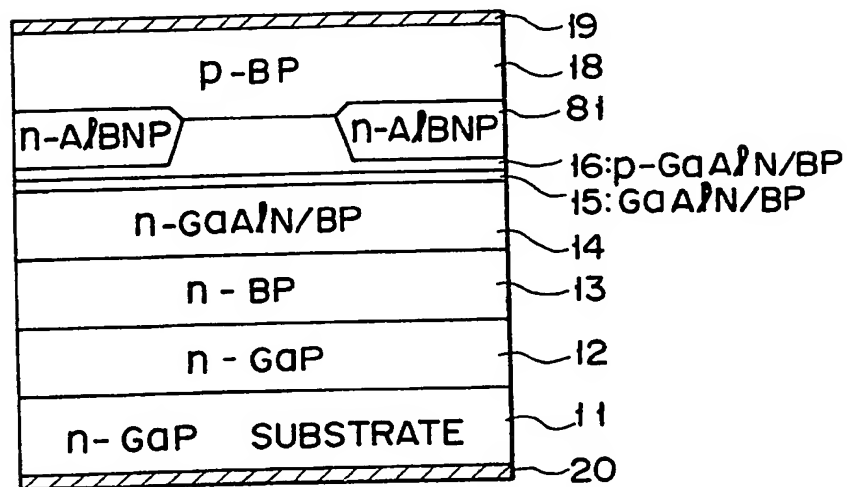 19
p-BP
18
n-AlBNP
n-AlBNP
81
16:p-GaAlN/BP
15:GaAlN/BP
n-GaAlN/BP
14
n-BP
13
n-GaP
12
n-GaP SUBSTRATE
11
20